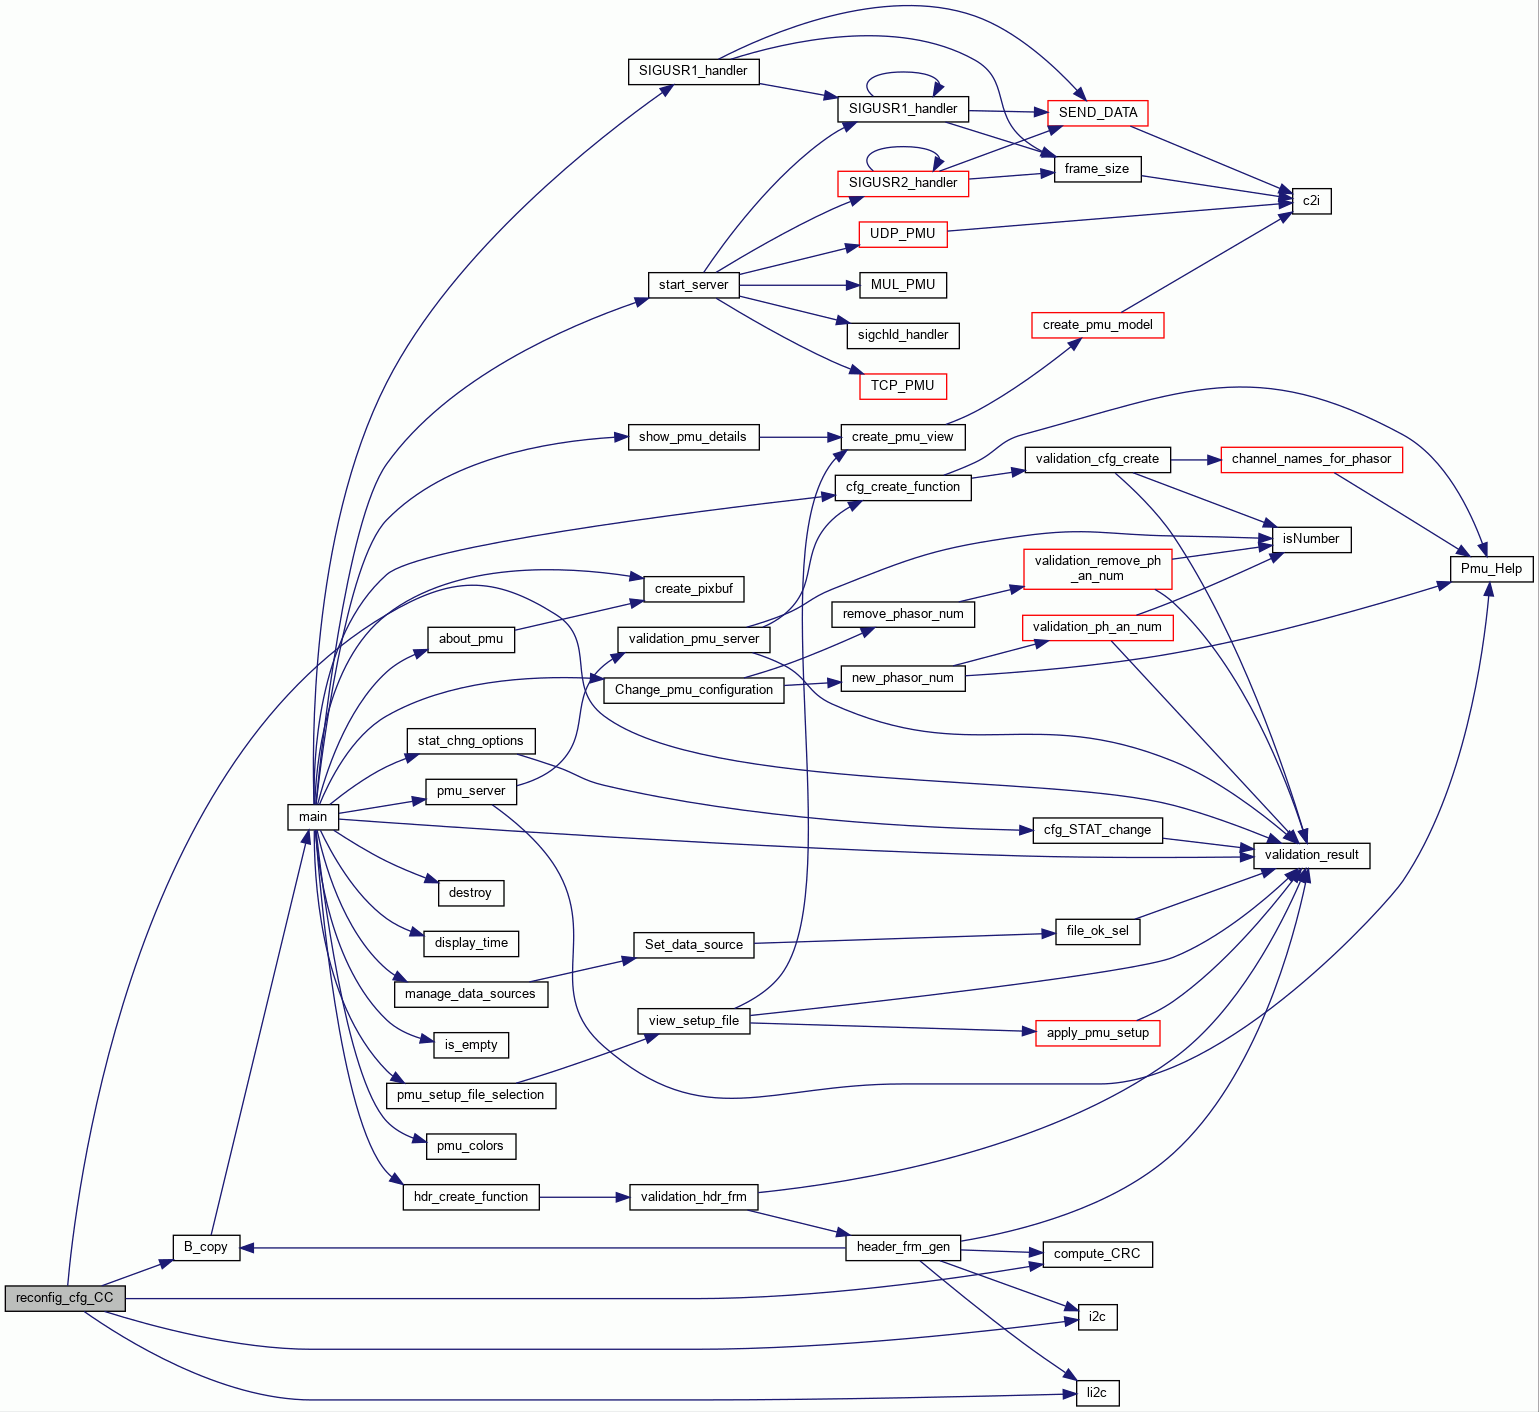 SIGUSR1_handler
SIGUSR1_handler
SEND_DATA
frame_size
SIGUSR2_handler
c2i
UDP_PMU
start_server
MUL_PMU
create_pmu_model
sigchld_handler
TCP_PMU
show_pmu_details
create_pmu_view
validation_cfg_create
channel_names_for_phasor
cfg_create_function
isNumber
validation_remove_ph
_an_num
Pmu_Help
create_pixbuf
remove_phasor_num
validation_ph_an_num
about_pmu
validation_pmu_server
new_phasor_num
Change_pmu_configuration
stat_chng_options
pmu_server
main
cfg_STAT_change
validation_result
destroy
file_ok_sel
display_time
Set_data_source
manage_data_sources
view_setup_file
apply_pmu_setup
is_empty
pmu_setup_file_selection
pmu_colors
hdr_create_function
validation_hdr_frm
B_copy
header_frm_gen
compute_CRC
reconfig_cfg_CC
i2c
li2c